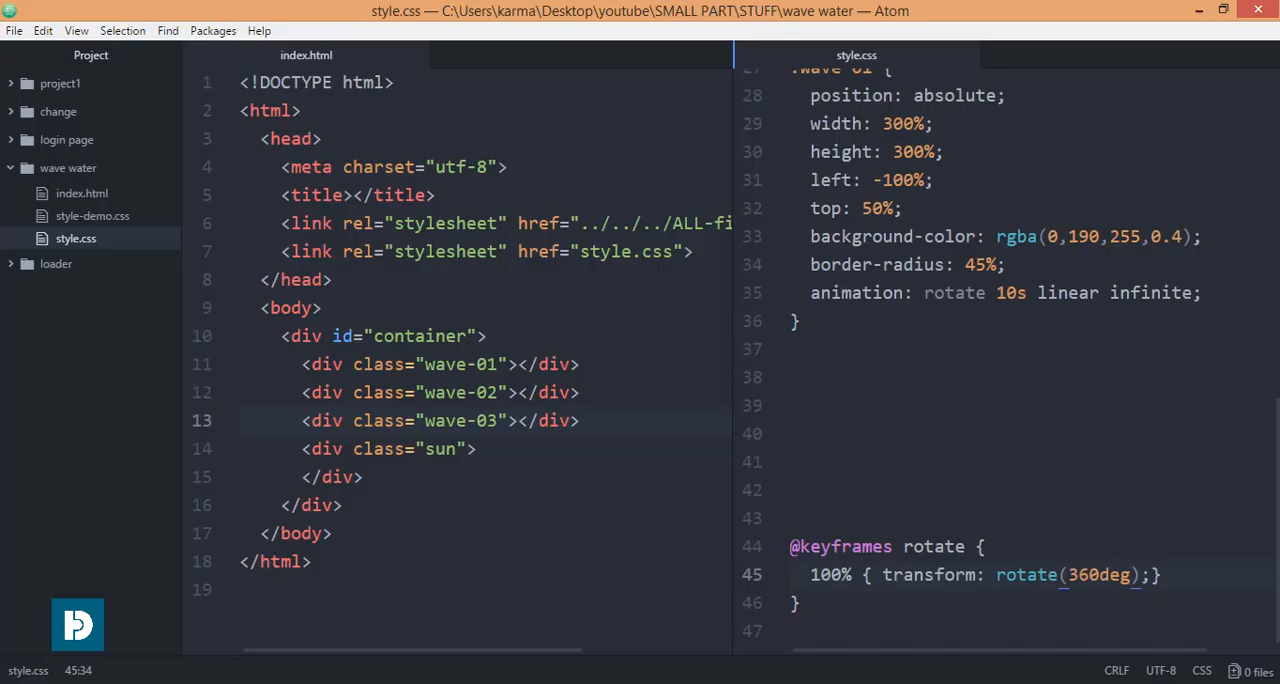 style.css — C:\Users\karma\Desktop\youtube\SMALL PART\STUFF\wave water — Atom
File Edit View Selection Find Packages Help
Project
project1
change
login page
wave water
index.html
style-demo.css
style.css
loader
index.html
1 <!DOCTYPE html>
2 <html>
3 <head>
4 <meta charset="utf-8">
5 <title></title>
6 <link rel="stylesheet" href="../../../ALL-fi
7 <link rel="stylesheet" href="style.css">
8 </head>
9 <body>
10 <div id="container">
11 <div class="wave-01"></div>
12 <div class="wave-02"></div>
13 <div class="wave-03"></div>
14 <div class="sun">
15 </div>
16 </div>
17 </body>
18 </html>
19
style.css
27 .wave-01 {
28 position: absolute;
29 width: 300%;
30 height: 300%;
31 left: -100%;
32 top: 50%;
33 background-color: rgba(0,190,255,0.4);
34 border-radius: 45%;
35 animation: rotate 10s linear infinite;
36 }
37
38
39
40
41
42
43
44 @keyframes rotate {
45 100% { transform: rotate(360deg);}
46 }
47
style.css 45:34 CRLF UTF-8 CSS 0 files